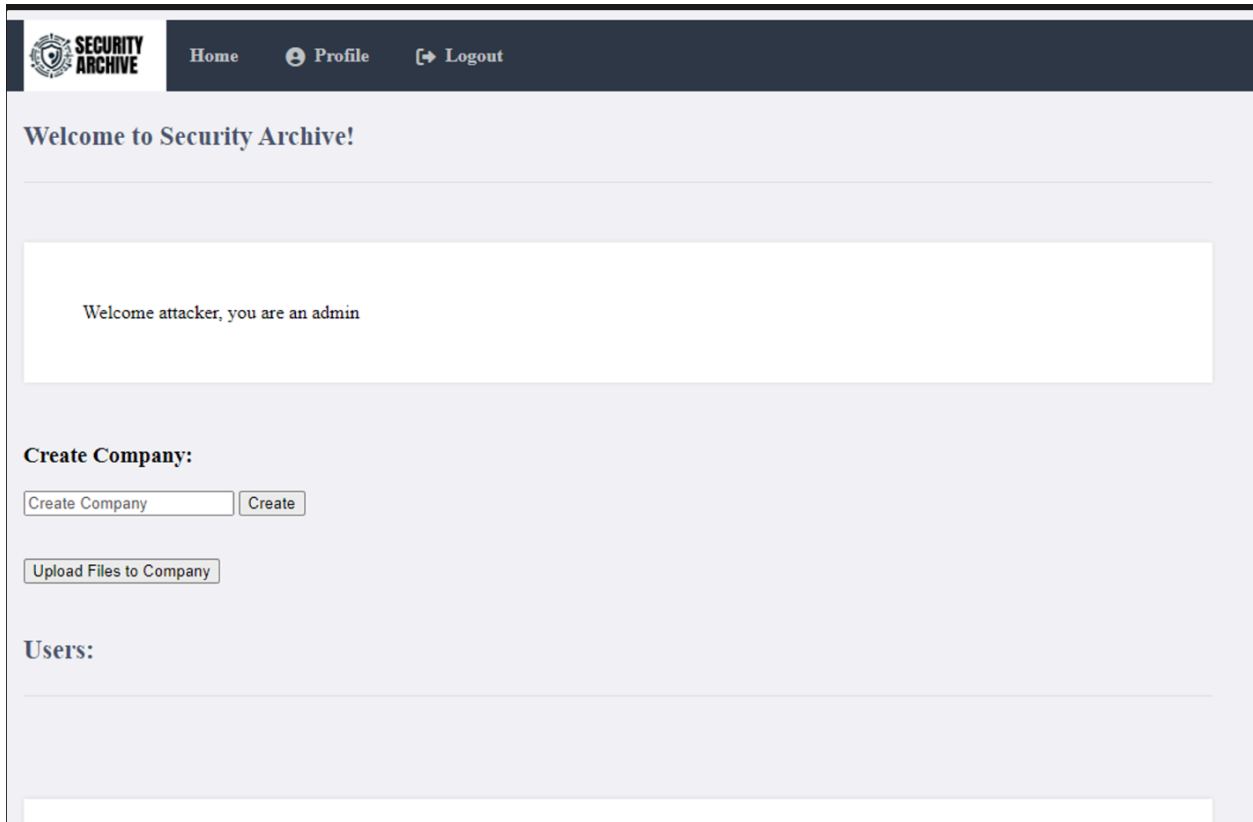 SECURITY
ARCHIVE
Home
Profile
Logout
Welcome to Security Archive!
Welcome attacker, you are an admin
Create Company:
Create Company
Create
Upload Files to Company
Users: